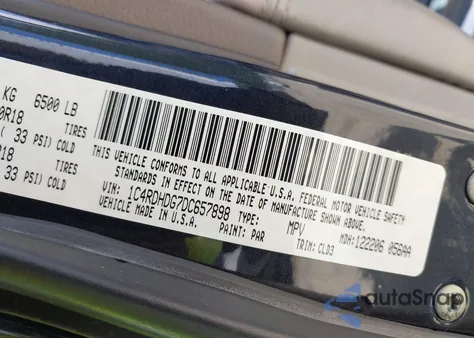 KG 6500 LB
0R18 TIRES
( 33 PSI) COLD
R18 TIRES
33 PSI) COLD
THIS VEHICLE CONFORMS TO ALL APPLICABLE U.S.A. FEDERAL MOTOR VEHICLE SAFETY
STANDARDS IN EFFECT ON THE DATE OF MANUFACTURE SHOWN ABOVE.
VIN: 1C4RDHDG7DC657898 TYPE: MPV
VEHICLE MADE IN U.S.A. PAINT: PAR TRIM: CLD3 MDH: 122206 056AA
autoSnap